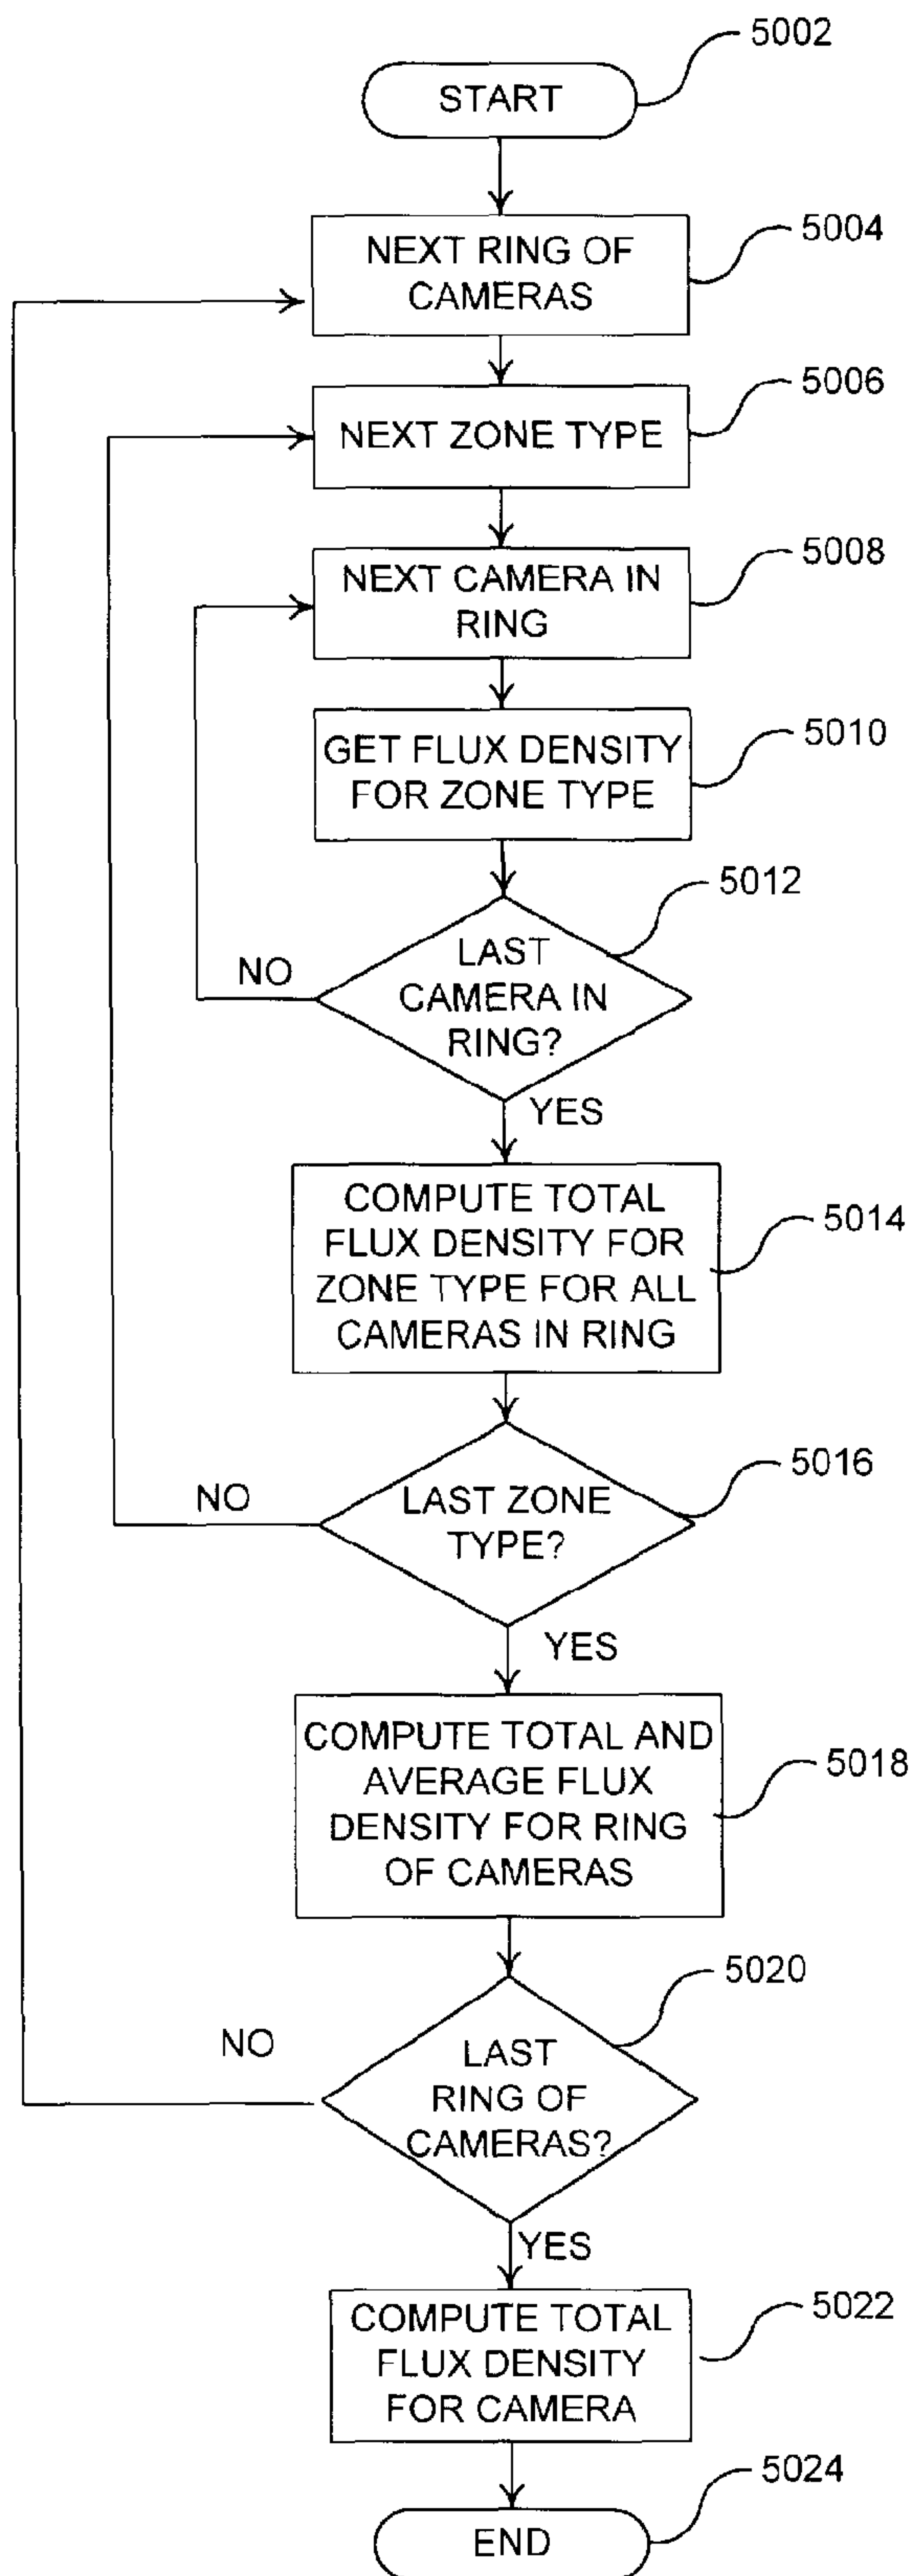 5002
START
5004
NEXT RING OF
CAMERAS
5006
NEXT ZONE TYPE
5008
NEXT CAMERA IN
RING
5010
GET FLUX DENSITY
FOR ZONE TYPE
5012
LAST
CAMERA IN
RING?
NO
YES
COMPUTE TOTAL
FLUX DENSITY FOR
ZONE TYPE FOR ALL
CAMERAS IN RING
5014
5016
LAST ZONE
TYPE?
NO
YES
COMPUTE TOTAL AND
AVERAGE FLUX
DENSITY FOR RING
OF CAMERAS
5018
5020
NO
LAST
RING OF
CAMERAS?
YES
5022
COMPUTE TOTAL
FLUX DENSITY
FOR CAMERA
5024
END